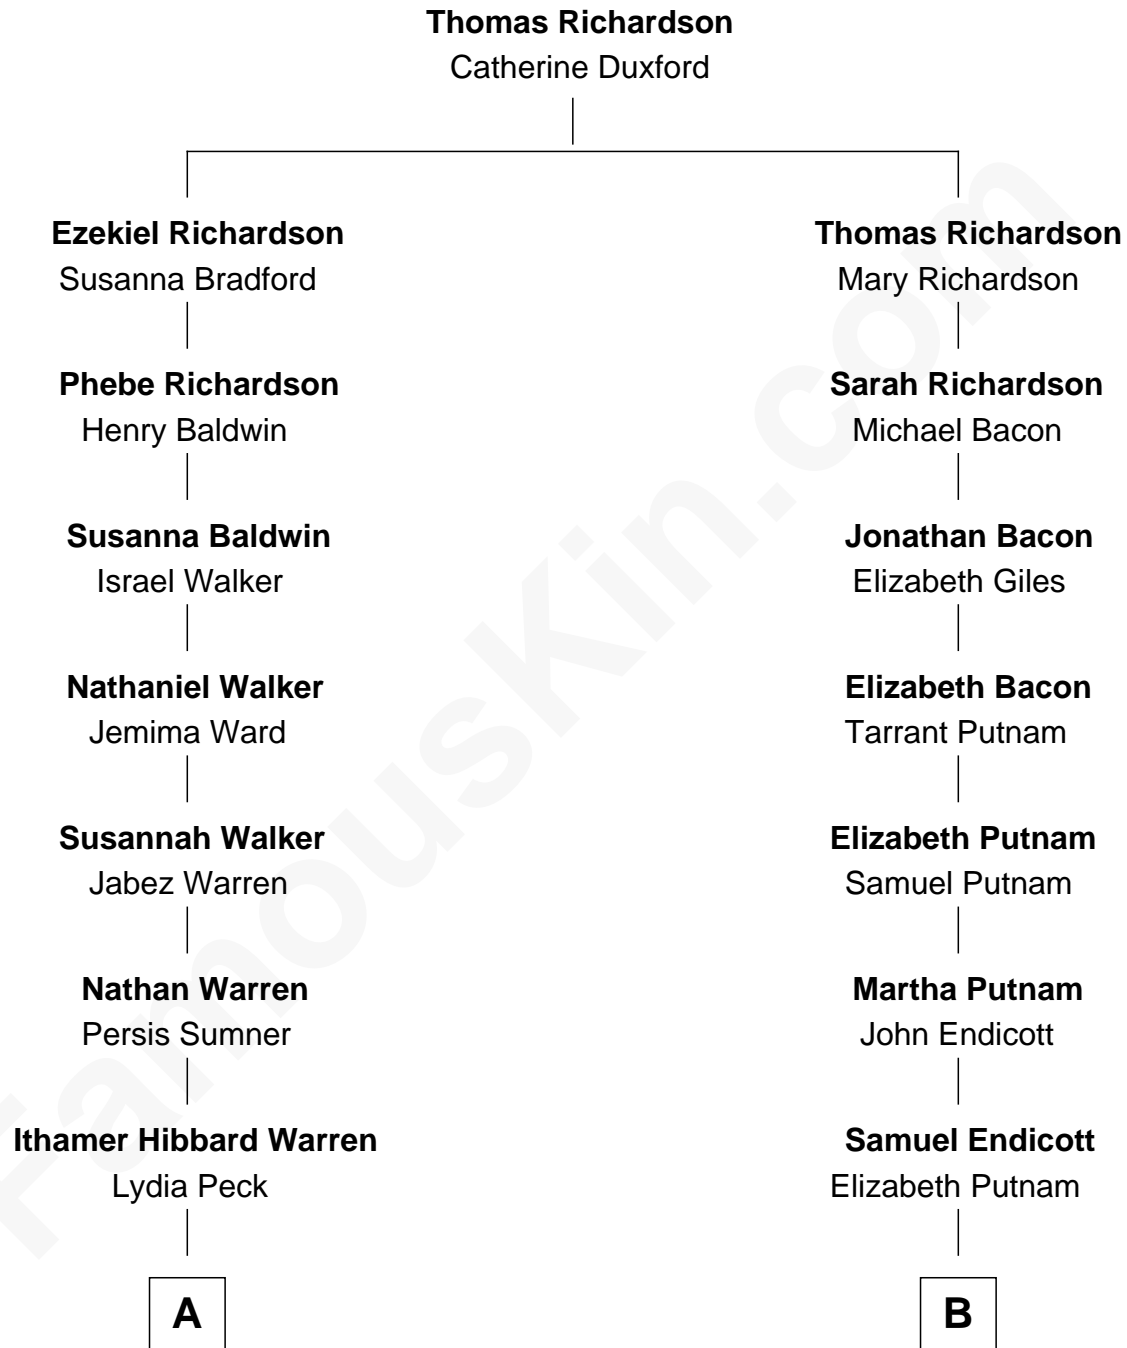 Thomas Richardson
Catherine Duxford
Ezekiel Richardson
Susanna Bradford
Thomas Richardson
Mary Richardson
Phebe Richardson
Henry Baldwin
Sarah Richardson
Michael Bacon
Susanna Baldwin
Israel Walker
Jonathan Bacon
Elizabeth Giles
Nathaniel Walker
Jemima Ward
Elizabeth Bacon
Tarrant Putnam
Susannah Walker
Jabez Warren
Elizabeth Putnam
Samuel Putnam
Nathan Warren
Persis Sumner
Martha Putnam
John Endicott
Ithamer Hibbard Warren
Lydia Peck
Samuel Endicott
Elizabeth Putnam
A
B
FamousKin.com